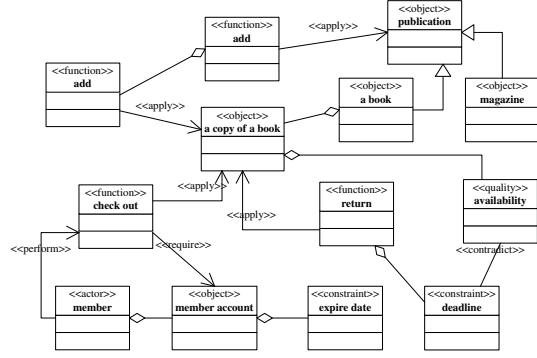 <<object>>
publication
<<function>>
add
<<apply>>
<<function>>
add
<<object>>
a book
<<object>>
magazine
<<apply>>
<<object>>
a copy of a book
<<function>>
check out
<<apply>>
<<function>>
return
<<quality>>
availability
<<apply>>
<<perform>>
<<require>>
<<contradict>>
<<actor>>
member
<<object>>
member account
<<constraint>>
expire date
<<constraint>>
deadline